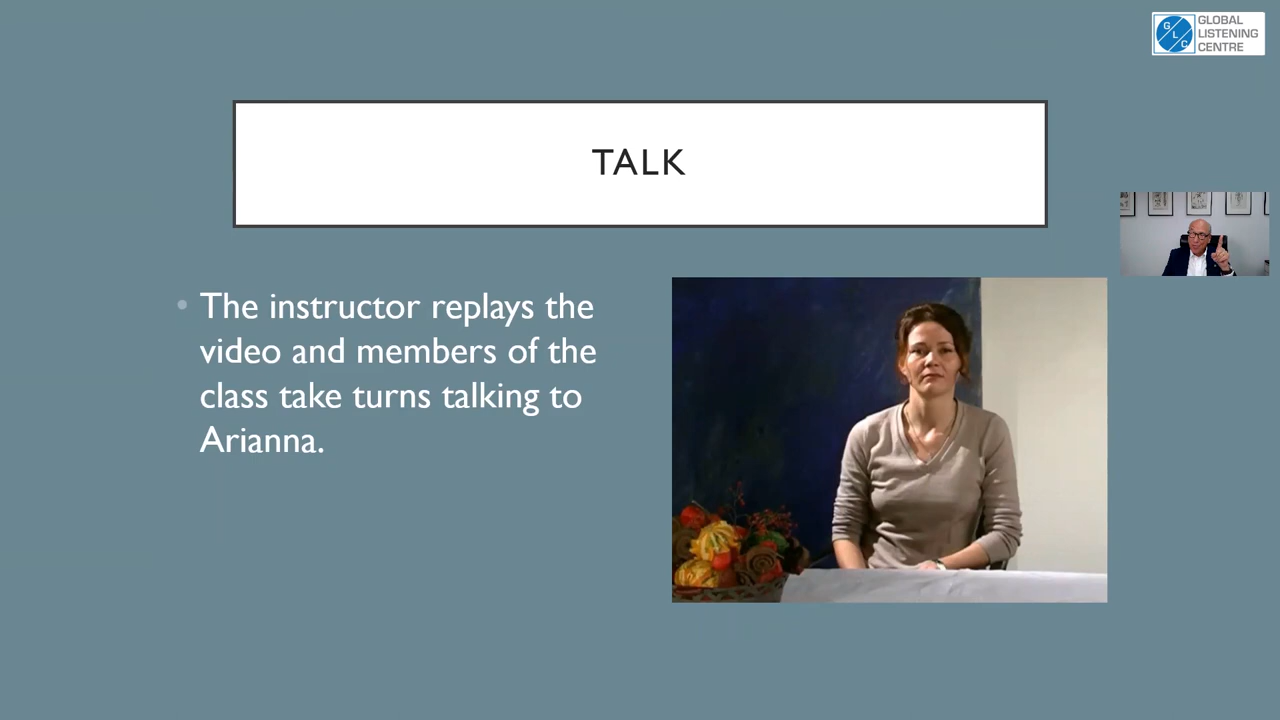 GLOBAL
LISTENING
CENTRE
G
L
C
TALK
The instructor replays the
video and members of the
class take turns talking to
Arianna.